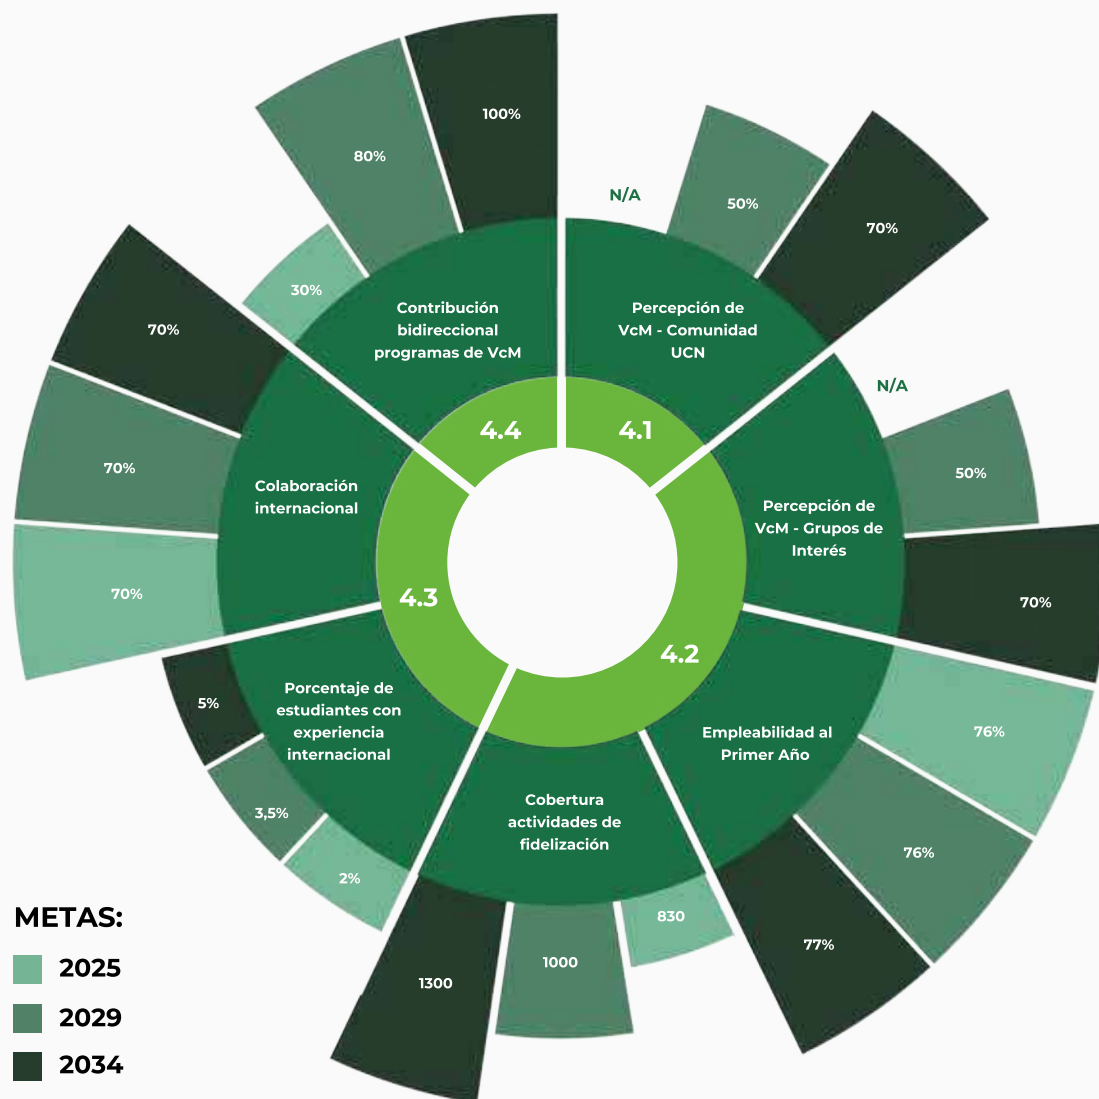 100%
80%
30%
Contribución
bidireccional
programas de VcM
4.4
N/A
50%
70%
Percepción de
VcM - Comunidad
UCN
4.1
N/A
50%
70%
Percepción de
VcM - Grupos de
Interés
4.2
76%
76%
77%
Empleabilidad al
Primer Año
830
1000
1300
Cobertura
actividades de
fidelización
2%
3,5%
5%
Porcentaje de
estudiantes con
experiencia
internacional
4.3
70%
70%
70%
Colaboración
internacional
METAS:
2025
2029
2034